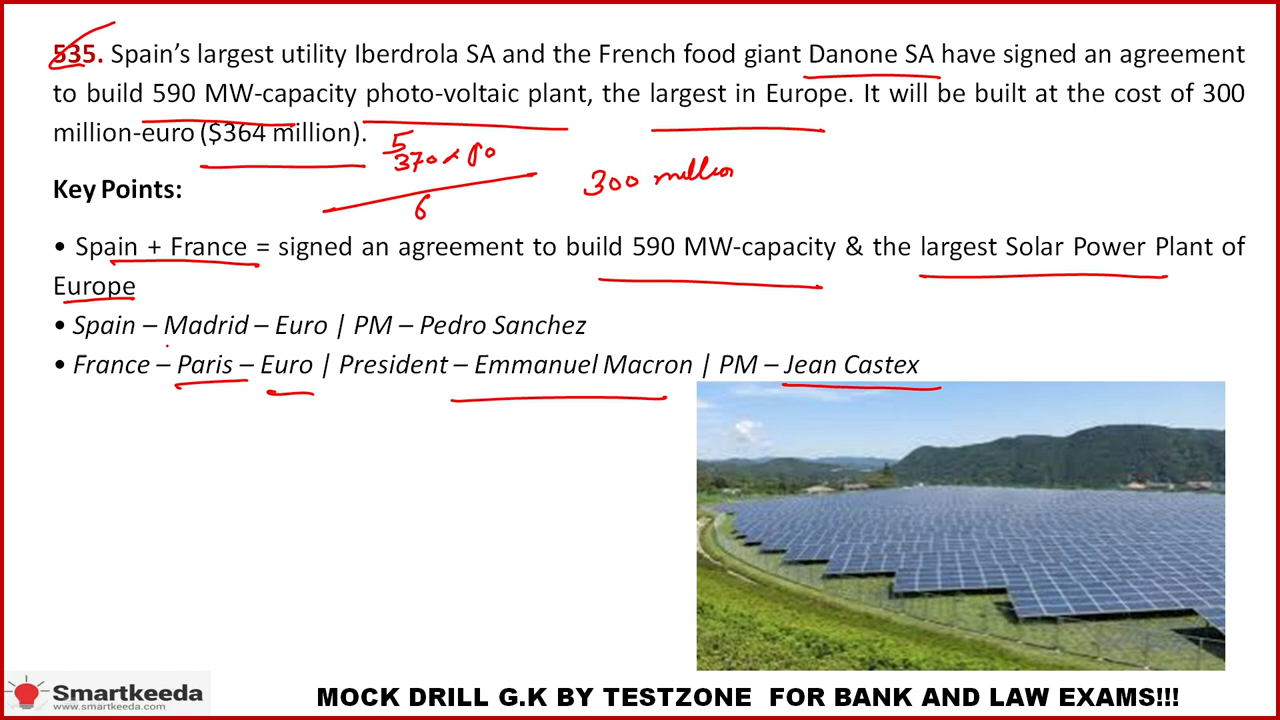 535. Spain’s largest utility Iberdrola SA and the French food giant Danone SA have signed an agreement
to build 590 MW-capacity photo-voltaic plant, the largest in Europe. It will be built at the cost of 300
million-euro ($364 million).
5
370 x 80
6
300 million
Key Points:
• Spain + France = signed an agreement to build 590 MW-capacity & the largest Solar Power Plant of
Europe
• Spain – Madrid – Euro | PM – Pedro Sanchez
• France – Paris – Euro | President – Emmanuel Macron | PM – Jean Castex
Smartkeeda
www.smartkeeda.com
MOCK DRILL G.K BY TESTZONE FOR BANK AND LAW EXAMS!!!